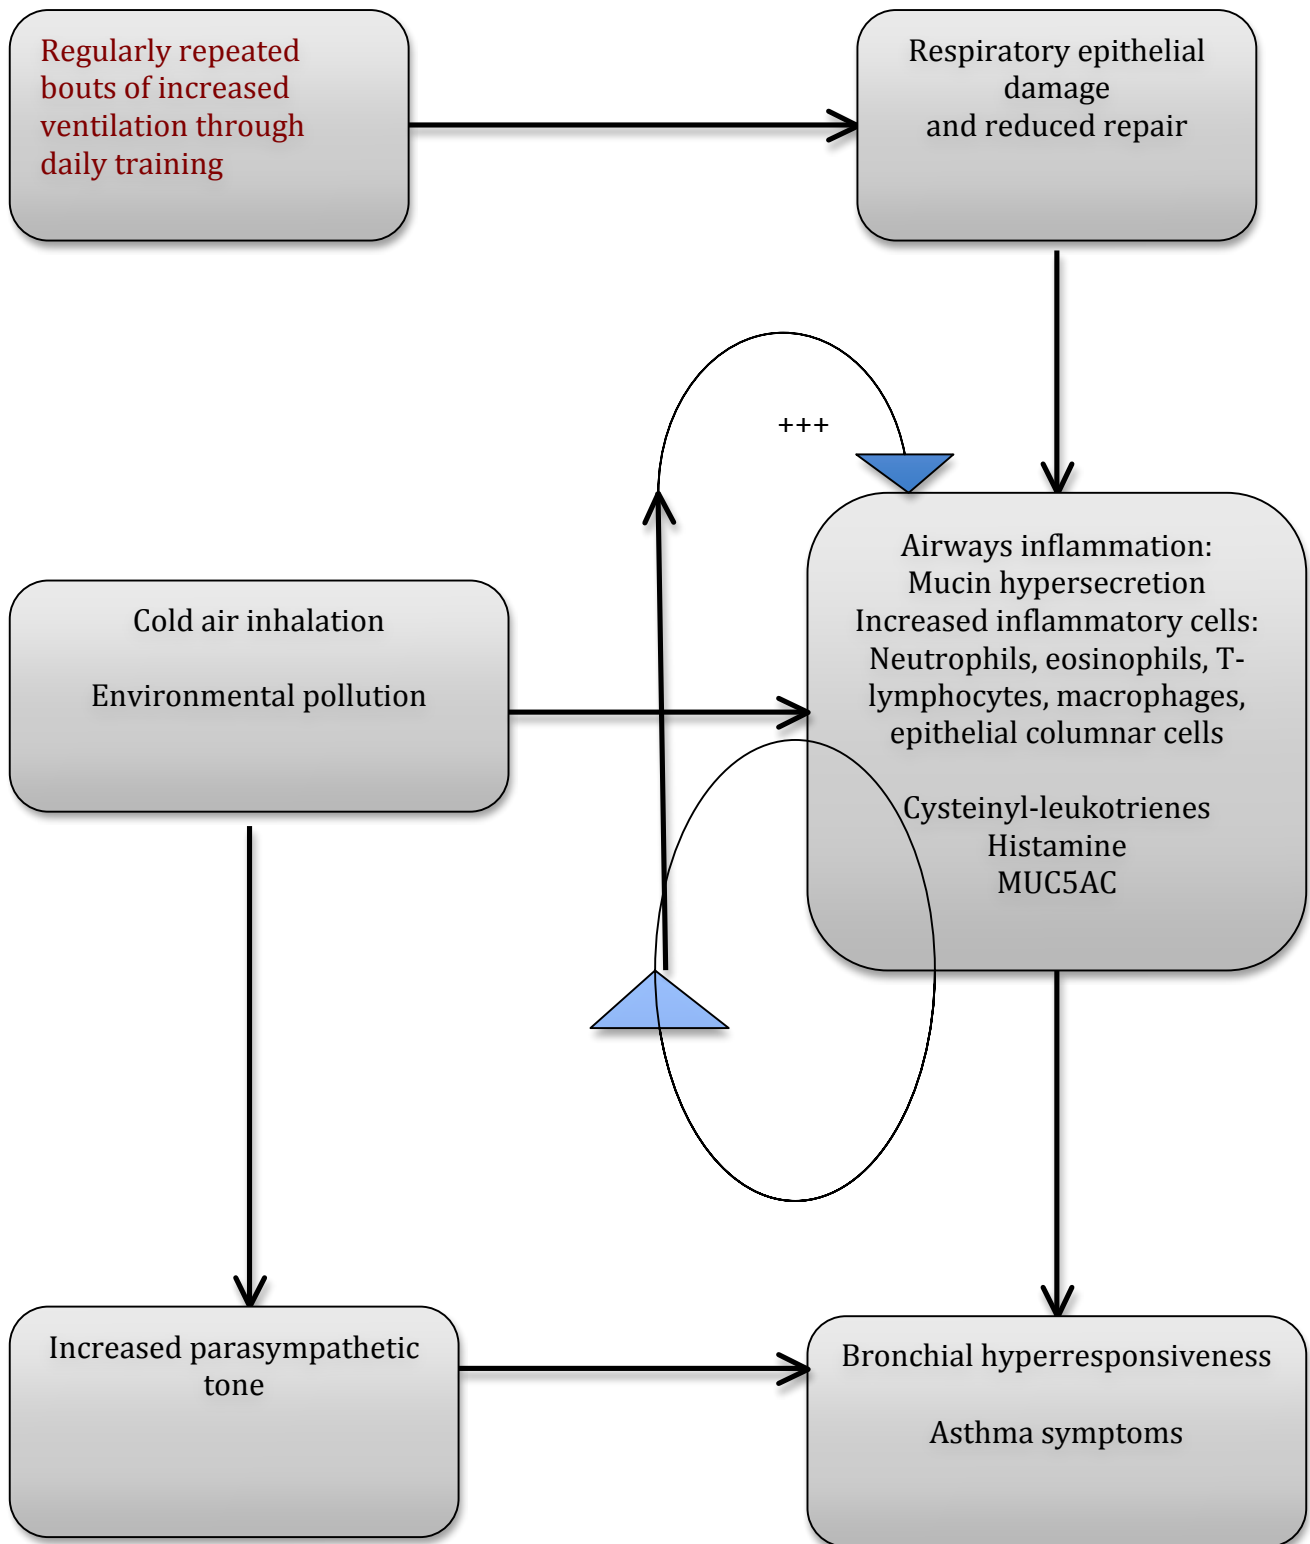 Regularly repeated
bouts of increased
ventilation through
daily training
Respiratory epithelial
damage
and reduced repair
+++
Airways inflammation:
Mucin hypersecretion
Increased inflammatory cells:
Neutrophils, eosinophils, T-
lymphocytes, macrophages,
epithelial columnar cells
Cysteinyl-leukotrienes
Histamine
MUC5AC
Cold air inhalation
Environmental pollution
Increased parasympathetic
tone
Bronchial hyperresponsiveness
Asthma symptoms